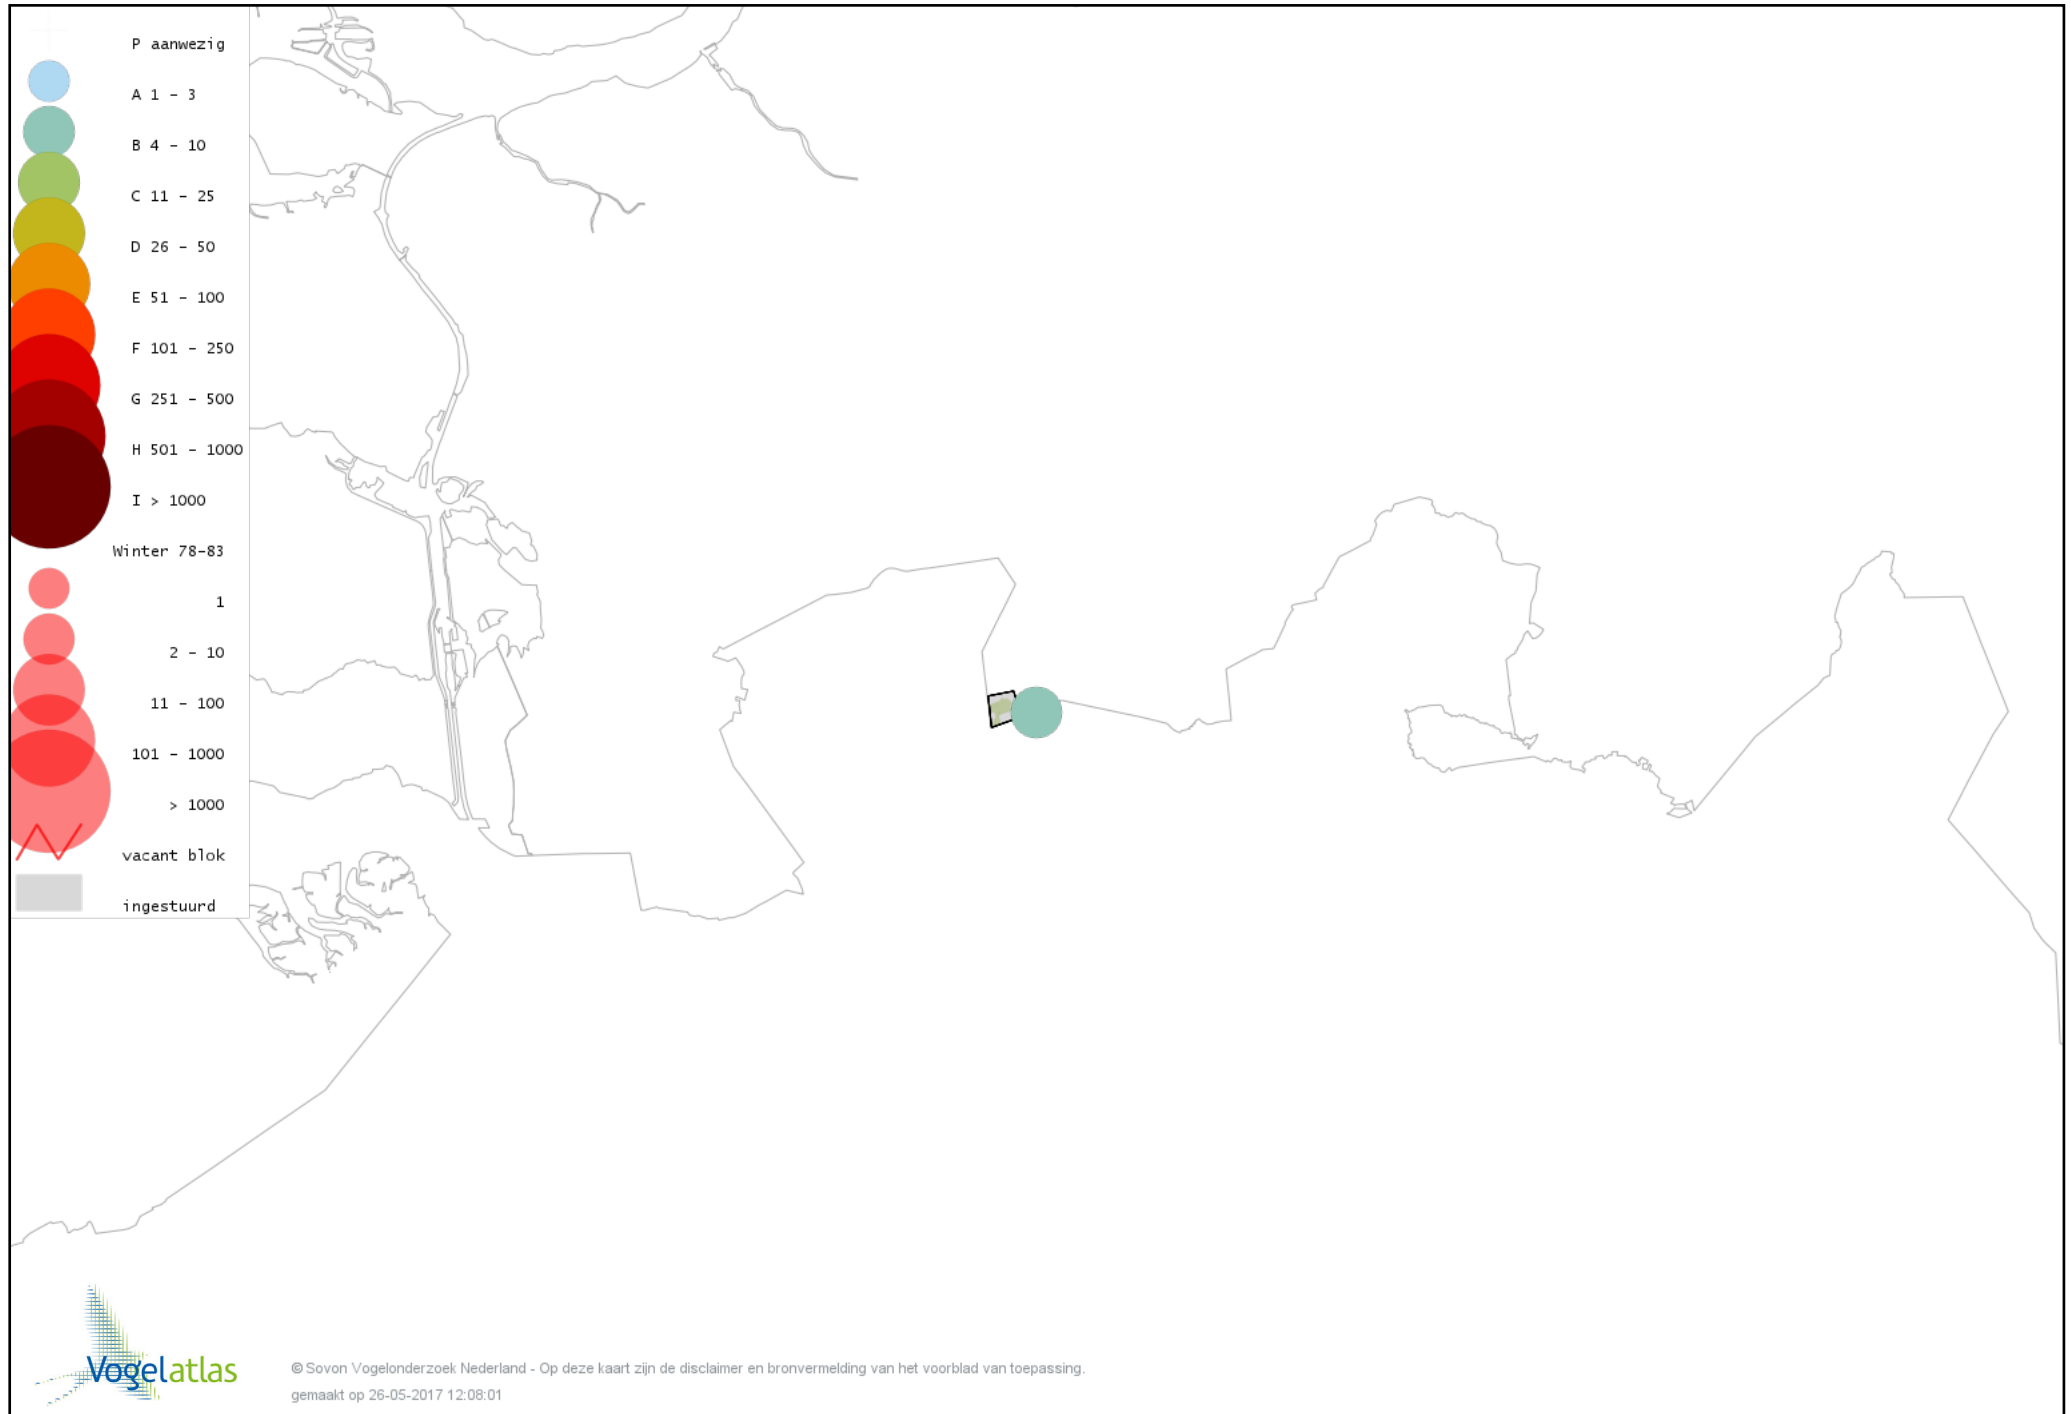 P aanwezig
A 1 - 3
B 4 - 10
C 11 - 25
D 26 - 50
E 51 - 100
F 101 - 250
G 251 - 500
H 501 - 1000
I > 1000
Winter 78-83
1
2 - 10
11 - 100
101 - 1000
> 1000
vacant blok
ingestuurd
Vogelatlas
© Sovon Vogelonderzoek Nederland - Op deze kaart zijn de disclaimer en bronvermelding van het voorblad van toepassing.
gemaakt op 26-05-2017 12:08:01